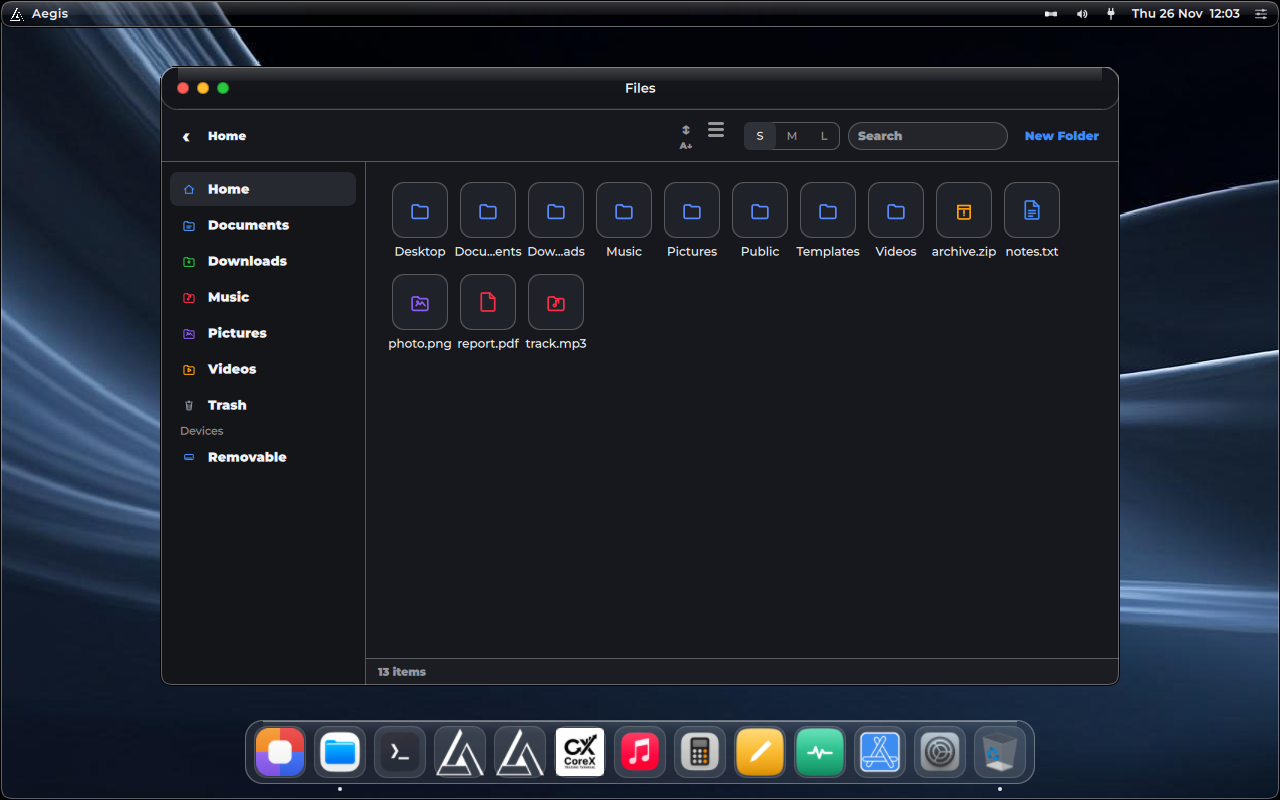 Aegis
Thu 26 Nov 12:03
Files
Home
A+
S M L
Search
New Folder
Home
Documents
Downloads
Music
Pictures
Videos
Trash
Devices
Removable
Desktop Docu...ents Dow...ads Music Pictures Public Templates Videos archive.zip notes.txt
photo.png report.pdf track.mp3
13 items
CX
CoreX